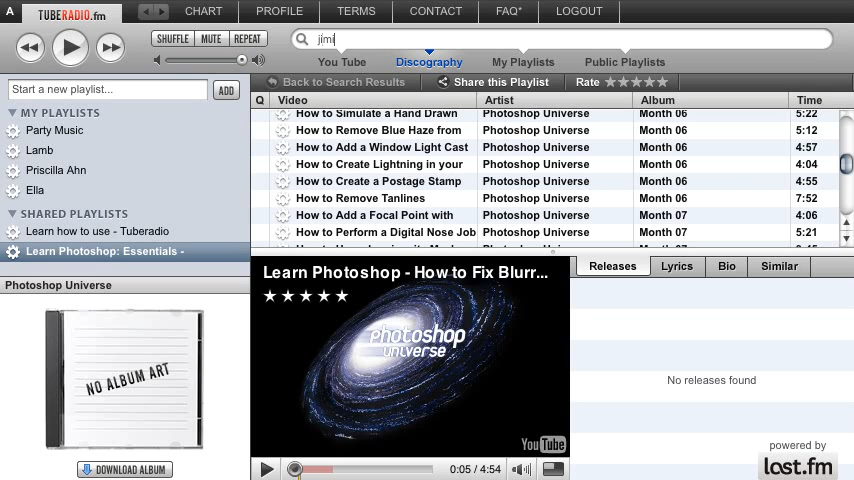 A
TUBERADIO.fm
CHART
PROFILE
TERMS
CONTACT
FAQ*
LOGOUT
SHUFFLE MUTE REPEAT
jimi
You Tube
Discography
My Playlists
Public Playlists
Start a new playlist...
ADD
MY PLAYLISTS
Party Music
Lamb
Priscilla Ahn
Ella
SHARED PLAYLISTS
Learn how to use - Tuberadio
Learn Photoshop: Essentials -
Photoshop Universe
NO ALBUM ART
DOWNLOAD ALBUM
Back to Search Results
Share this Playlist
Rate
Q Video Artist Album Time
How to Simulate a Hand Drawn Photoshop Universe Month 06 5:22
How to Remove Blue Haze from Photoshop Universe Month 06 5:12
How to Add a Window Light Cast Photoshop Universe Month 06 4:57
How to Create Lightning in your Photoshop Universe Month 06 4:04
How to Create a Postage Stamp Photoshop Universe Month 06 4:55
How to Remove Tanlines Photoshop Universe Month 06 7:52
How to Add a Focal Point with Photoshop Universe Month 07 4:06
How to Perform a Digital Nose Job Photoshop Universe Month 07 5:21
Learn Photoshop - How to Fix Blurr...
photoshop
universe
YouTube
0:05 / 4:54
Releases
Lyrics
Bio
Similar
No releases found
powered by
last.fm